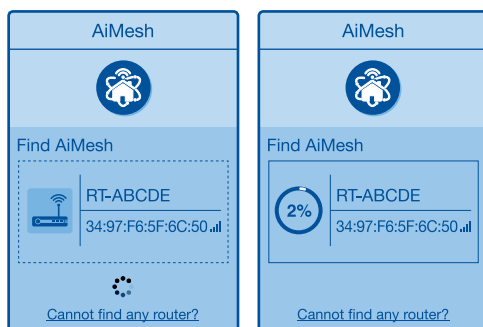 AiMesh
Find AiMesh
RT-ABCDE
34:97:F6:5F:6C:50
Cannot find any router?
AiMesh
Find AiMesh
2%
RT-ABCDE
34:97:F6:5F:6C:50
Cannot find any router?